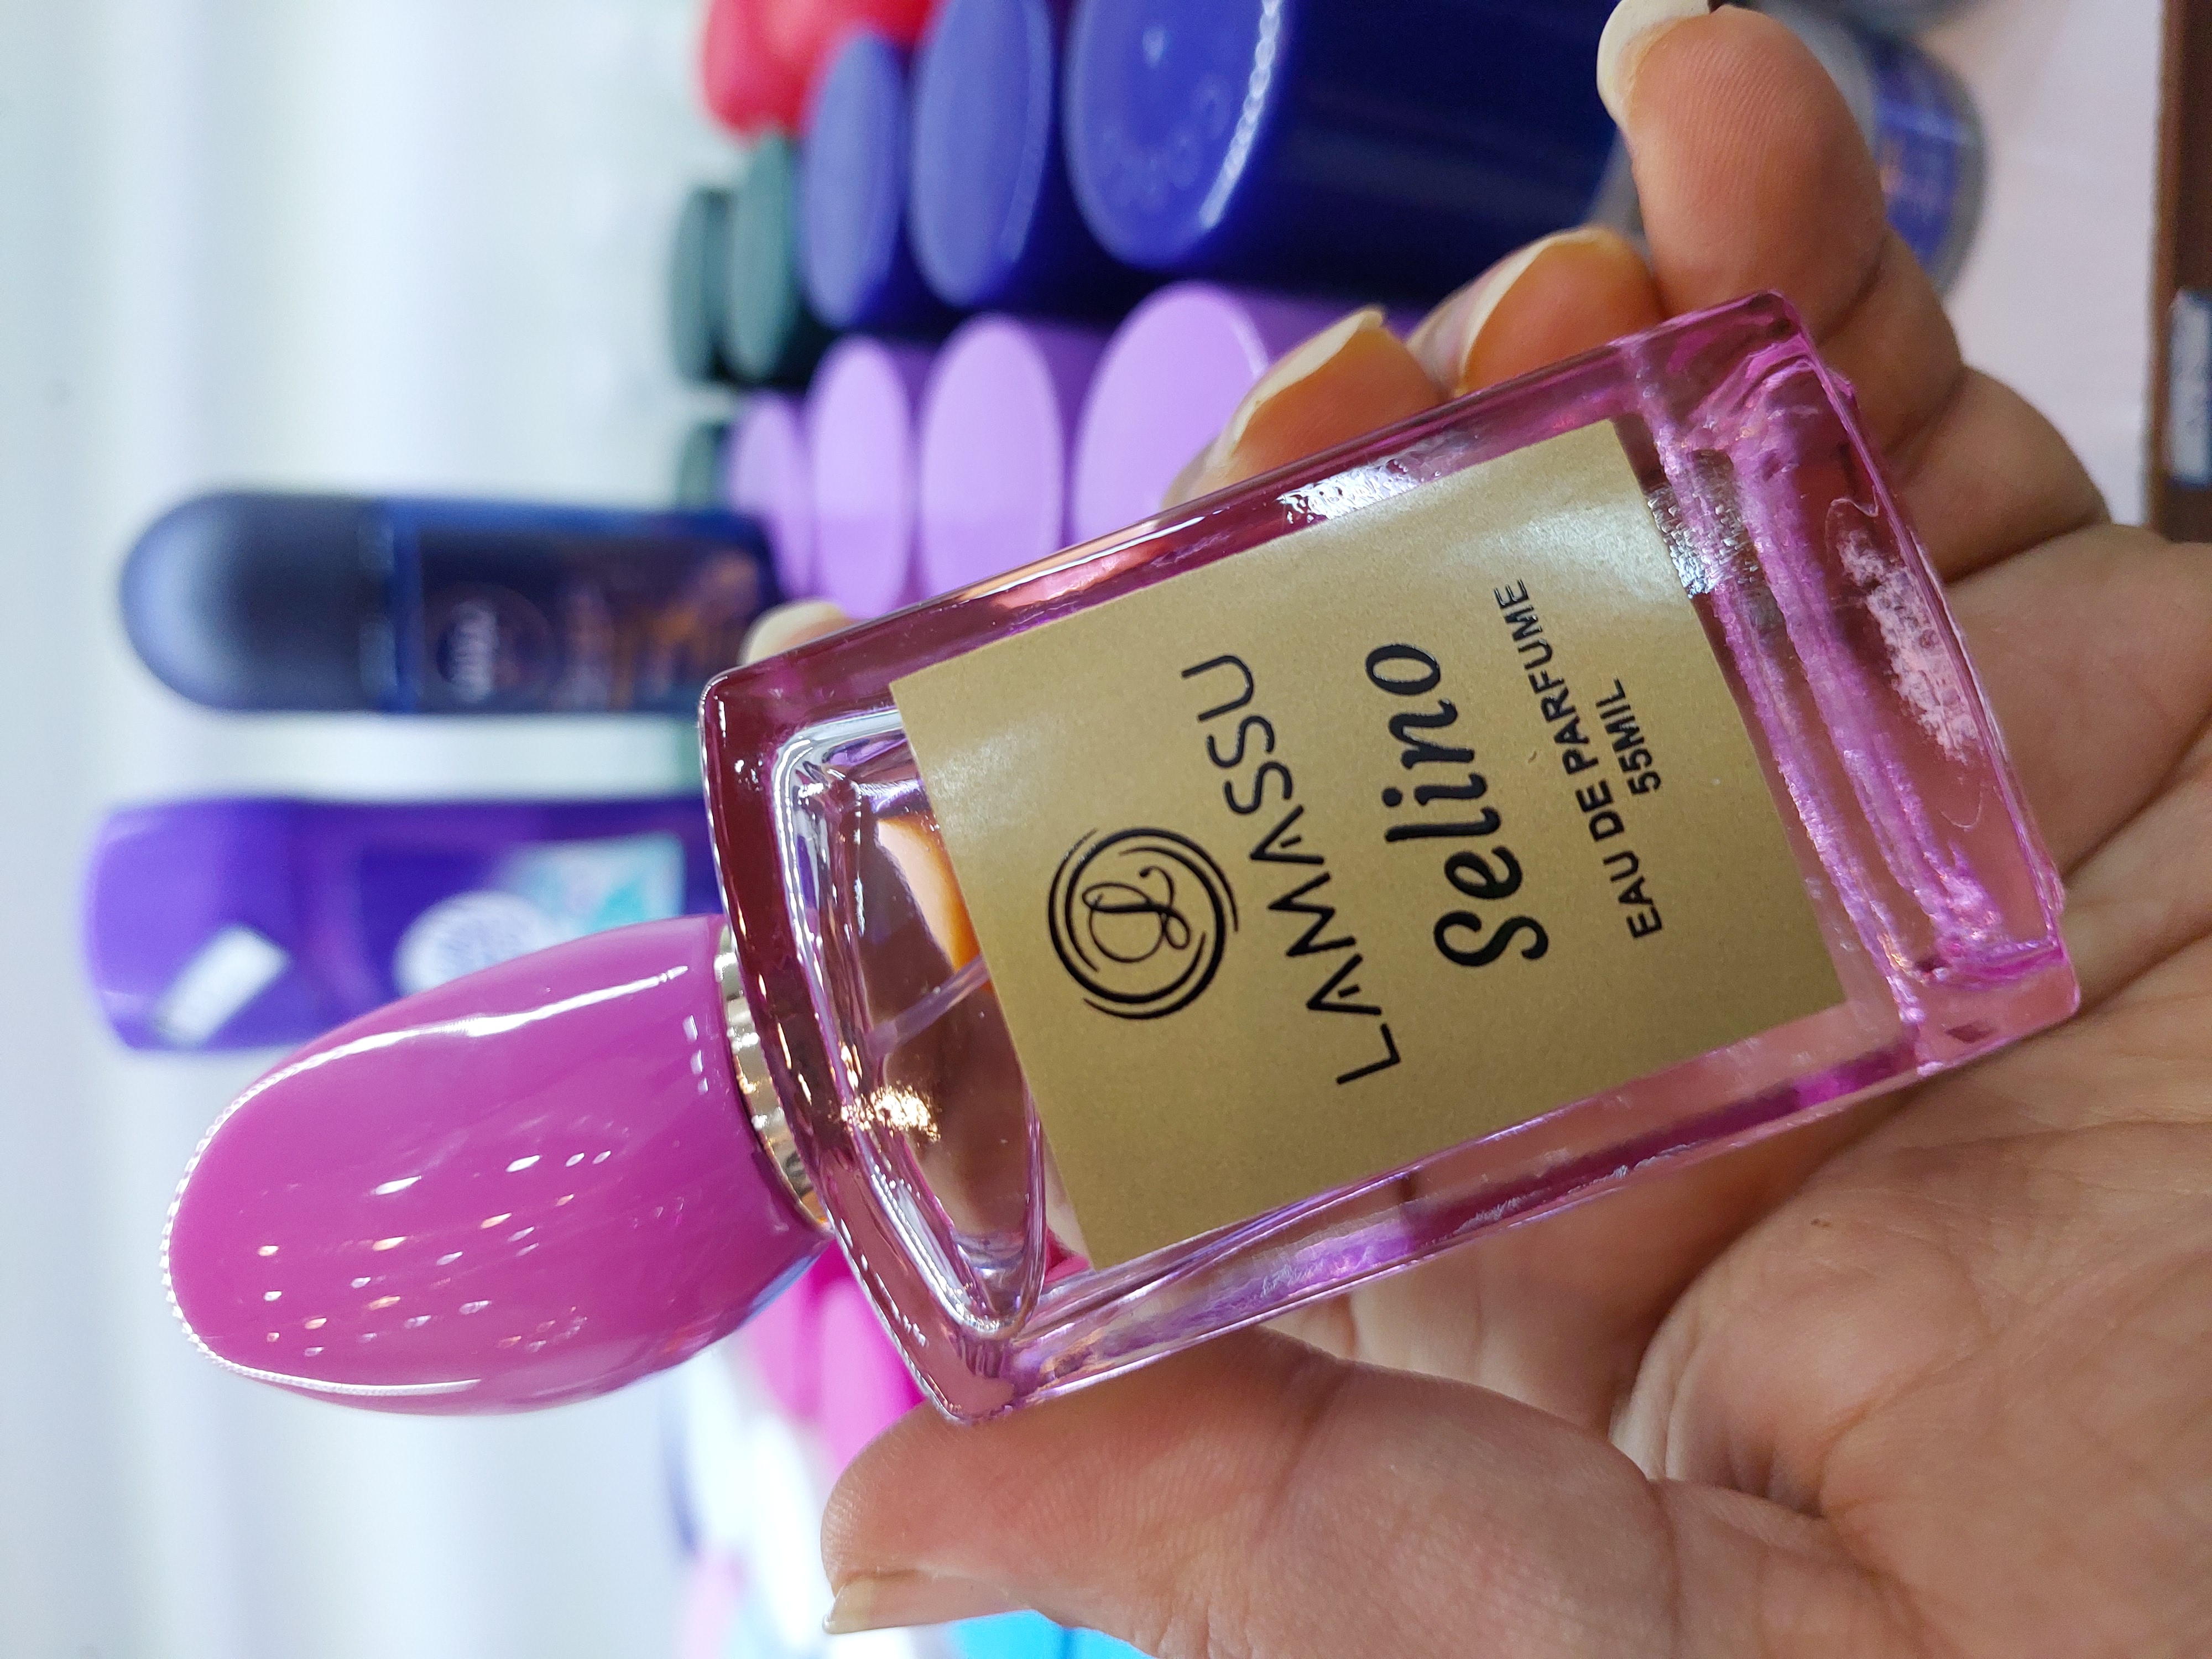 LAMASSU
Selino
EAU DE PARFUME
55MIL